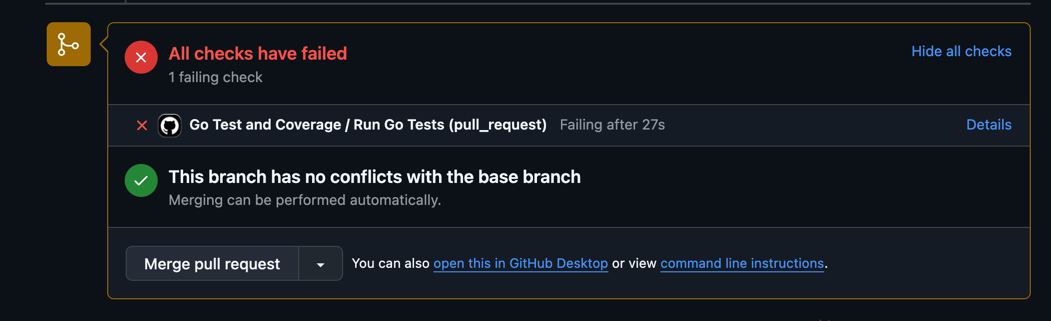 All checks have failed
Hide all checks
1 failing check
Go Test and Coverage / Run Go Tests (pull_request) Failing after 27s
Details
This branch has no conflicts with the base branch
Merging can be performed automatically.
Merge pull request
You can also open this in GitHub Desktop or view command line instructions.